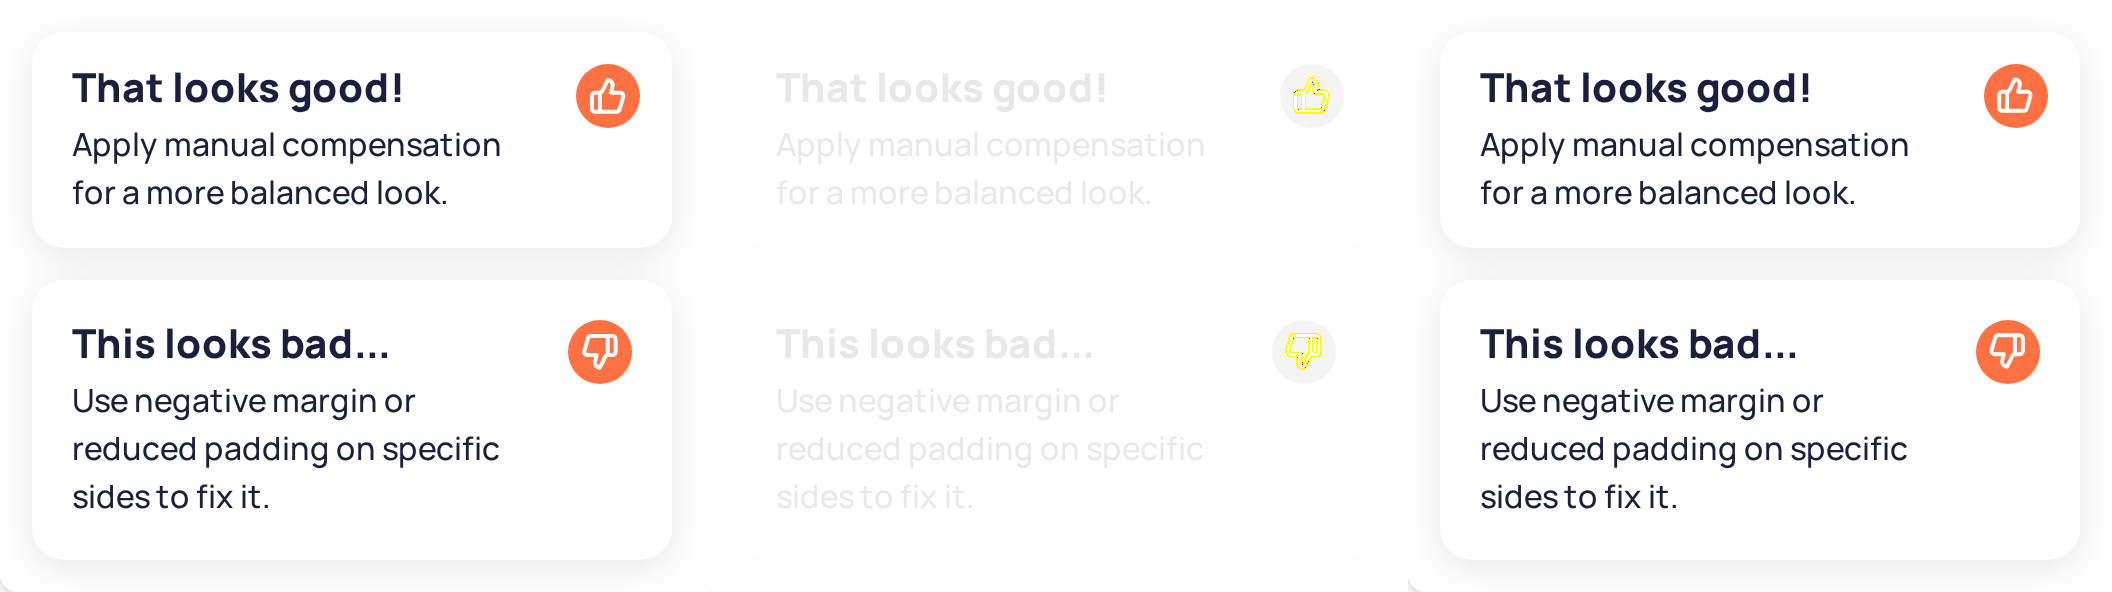 That looks good!
Apply manual compensation
for a more balanced look.
This looks bad...
Use negative margin or
reduced padding on specific
sides to fix it.
That looks good!
Apply manual compensation
for a more balanced look.
This looks bad...
Use negative margin or
reduced padding on specific
sides to fix it.
That looks good!
Apply manual compensation
for a more balanced look.
This looks bad...
Use negative margin or
reduced padding on specific
sides to fix it.